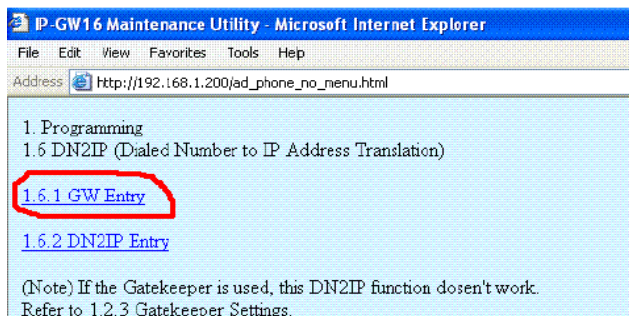 IP-GW16 Maintenance Utility - Microsoft Internet Explorer
File Edit View Favorites Tools Help
Address http://192.168.1.200/ad_phone_no_menu.html
1. Programming
1.6 DN2IP (Dialed Number to IP Address Translation)
1.6.1 GW Entry
1.6.2 DN2IP Entry
(Note) If the Gatekeeper is used, this DN2IP function dosen't work.
Refer to 1.2.3 Gatekeeper Settings.